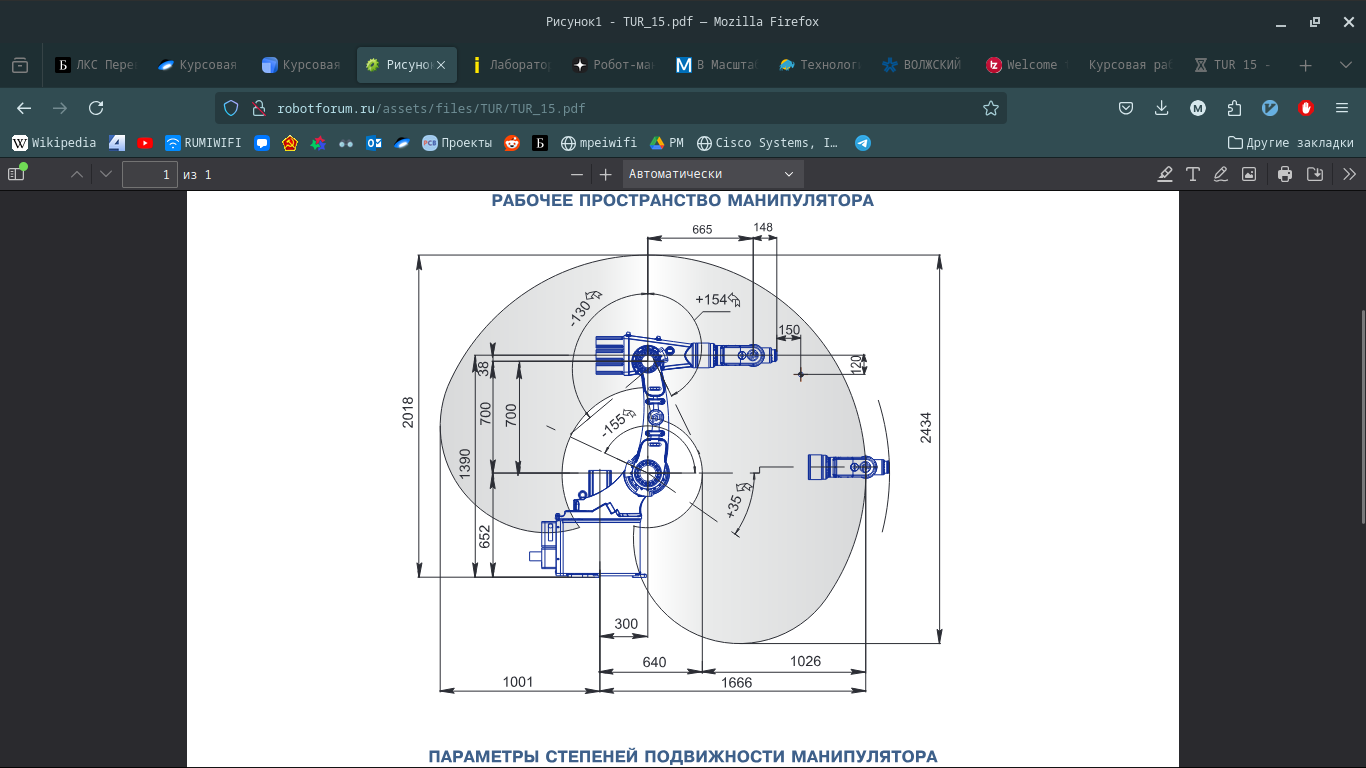 Рисунок1 - TUR_15.pdf — Mozilla Firefox
ЛКС Пере
Курсовая
Курсовая
Рисуно
Лаборато
Робот-ма
В Масшта
Технолог
ВОЛЖСКИЙ
Welcome
Курсовая ра
TUR 15 -
robotforum.ru/assets/files/TUR/TUR_15.pdf
Wikipedia
RUMIWIFI
Проекты
mpeiwifi
PM
Cisco Systems, I…
Другие закладки
1 из 1
Автоматически
РАБОЧЕЕ ПРОСТРАНСТВО МАНИПУЛЯТОРА
665
148
-130
+154
150
120
38
700
700
-155
2018
1390
2434
+35
652
300
640
1026
1001
1666
ПАРАМЕТРЫ СТЕПЕНЕЙ ПОДВИЖНОСТИ МАНИПУЛЯТОРА